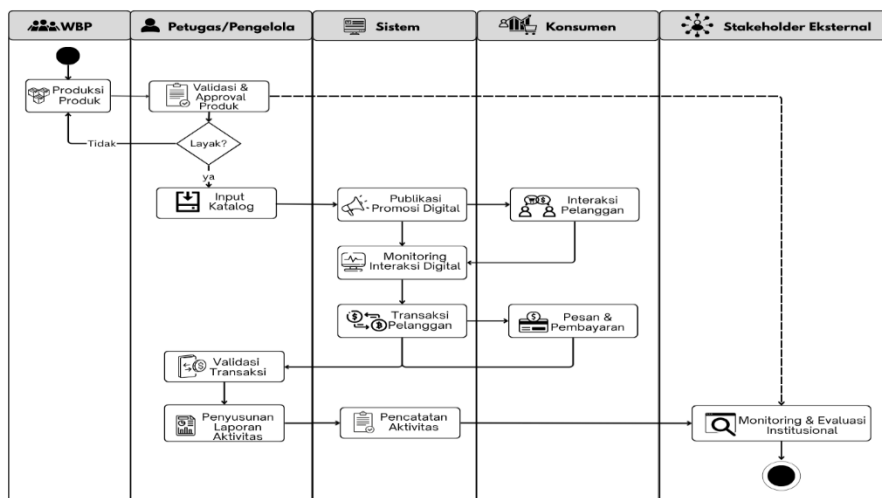 WBP
Petugas/Pengelola
Sistem
Konsumen
Stakeholder Eksternal
Produksi
Produk
Validasi &
Approval
Produk
Tidak
Layak?
ya
Input
Katalog
Publikasi
Promosi Digital
Interaksi
Pelanggan
Monitoring
Interaksi Digital
Transaksi
Pelanggan
Pesan &
Pembayaran
Validasi
Transaksi
Penyusunan
Laporan
Aktivitas
Pencatatan
Aktivitas
Monitoring & Evaluasi
Institusional